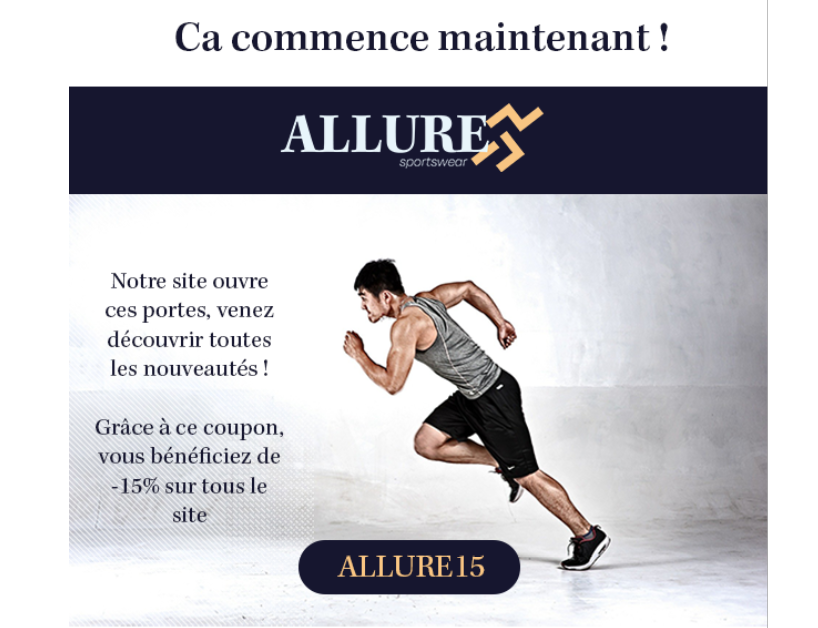 Ca commence maintenant !
ALLURE
sportswear
Notre site ouvre
ces portes, venez
découvrir toutes
les nouveautés !
Grâce à ce coupon,
vous bénéficiez de
-15% sur tous le
site
ALLURE15